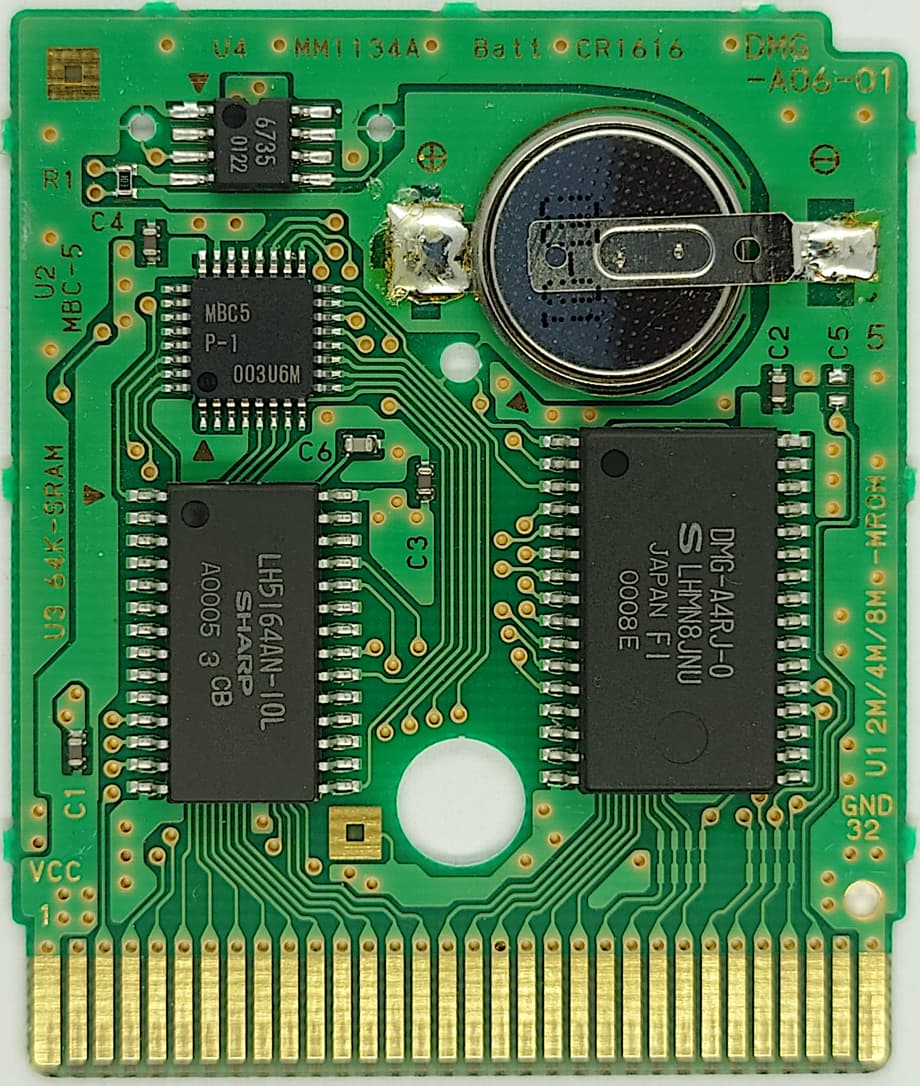 U4 MM1134A Batt CR1616 DMG
-A06-01
6735
0122
R1
C4
U2
MBC-5
MBC5
P-1
003U6M
C2
C5
5
C6
C3
U3 64K-SRAM
LH5164AN-10L
SHARP
A0005 3 CB
DMG-A4RJ-0
S LHMN8JNU
JAPAN F1
0008E
U1 2M/4M/8M-MROM
C1
VCC
1
GND
32